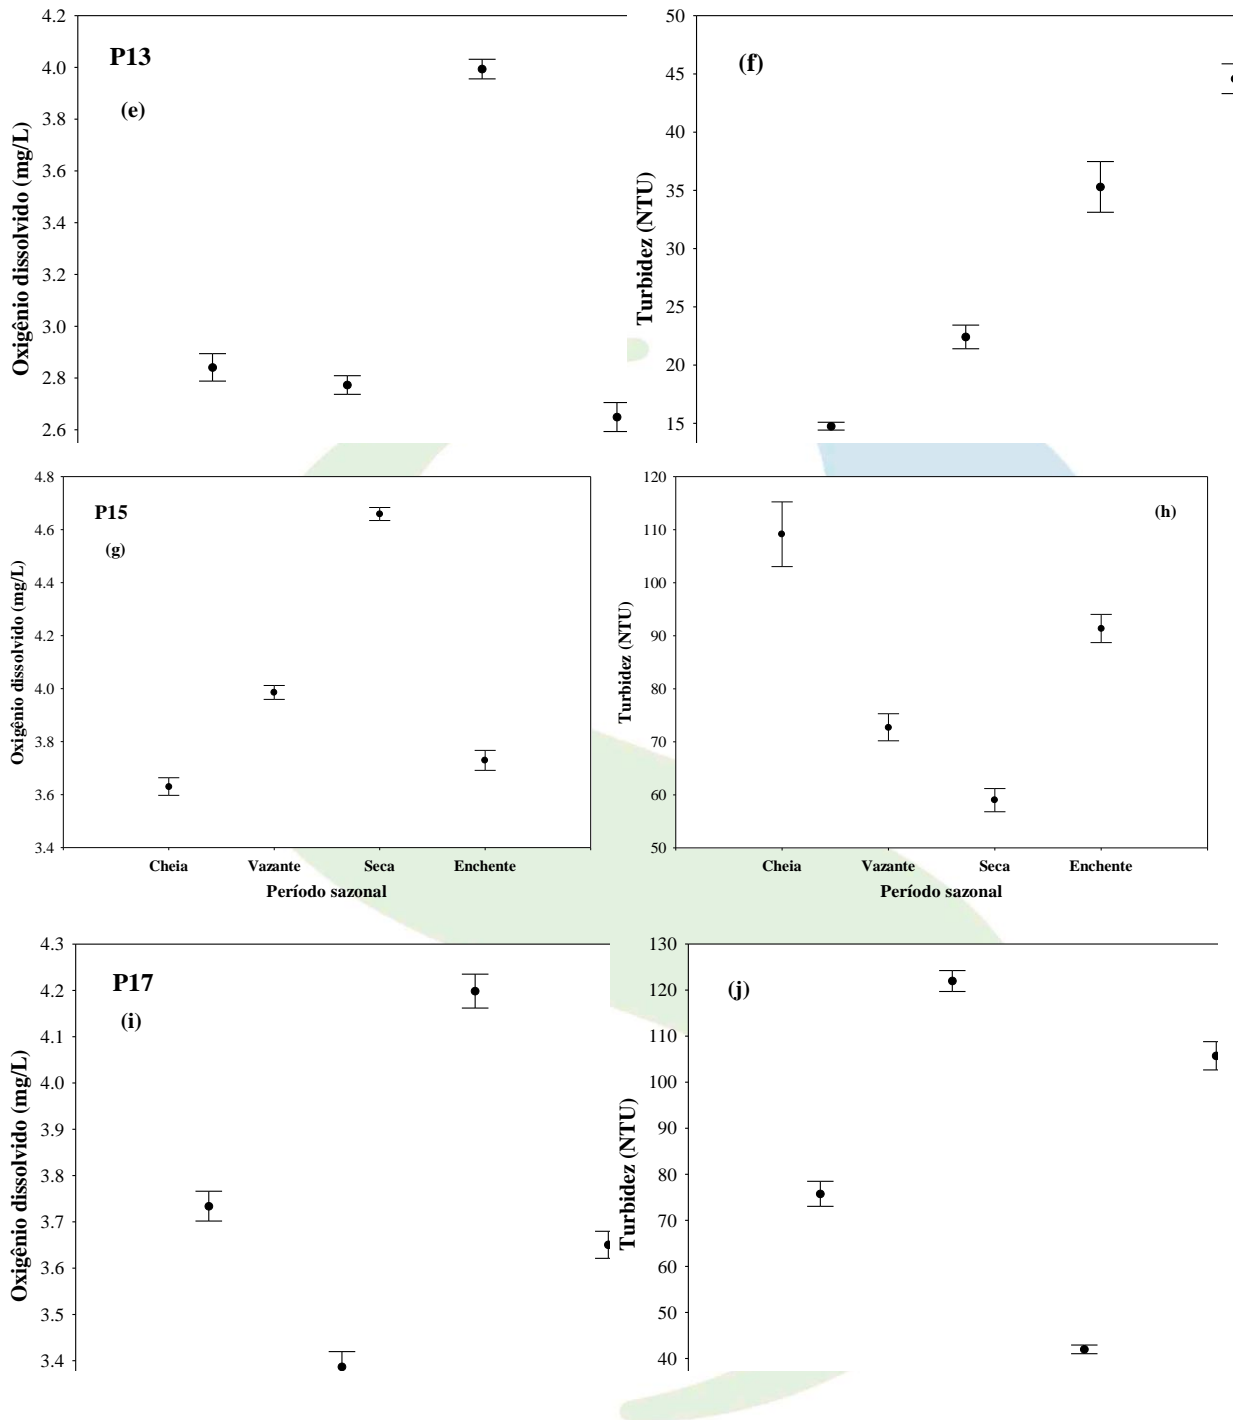 4.2
4.0
3.8
3.6
3.4
3.2
3.0
2.8
2.6
Oxigênio dissolvido (mg/L)
P13
(e)
50
45
40
35
30
25
20
15
Turbidez (NTU)
(f)
4.8
4.6
4.4
4.2
4.0
3.8
3.6
3.4
Oxigênio dissolvido (mg/L)
P15
(g)
Cheia Vazante Seca Enchente
Período sazonal
120
110
100
90
80
70
60
50
Turbidez (NTU)
(h)
Cheia Vazante Seca Enchente
Período sazonal
4.3
4.2
4.1
4.0
3.9
3.8
3.7
3.6
3.5
3.4
Oxigênio dissolvido (mg/L)
P17
(i)
130
120
110
100
90
80
70
60
50
40
Turbidez (NTU)
(j)